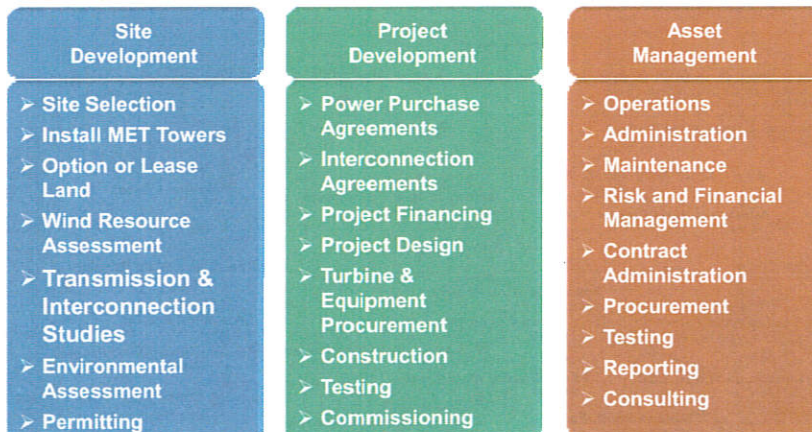 Site
Development
➢ Site Selection
➢ Install MET Towers
➢ Option or Lease
Land
➢ Wind Resource
Assessment
➢ Transmission &
Interconnection
Studies
➢ Environmental
Assessment
➢ Permitting
Project
Development
➢ Power Purchase
Agreements
➢ Interconnection
Agreements
➢ Project Financing
➢ Project Design
➢ Turbine &
Equipment
Procurement
➢ Construction
➢ Testing
➢ Commissioning
Asset
Management
➢ Operations
➢ Administration
➢ Maintenance
➢ Risk and Financial
Management
➢ Contract
Administration
➢ Procurement
➢ Testing
➢ Reporting
➢ Consulting